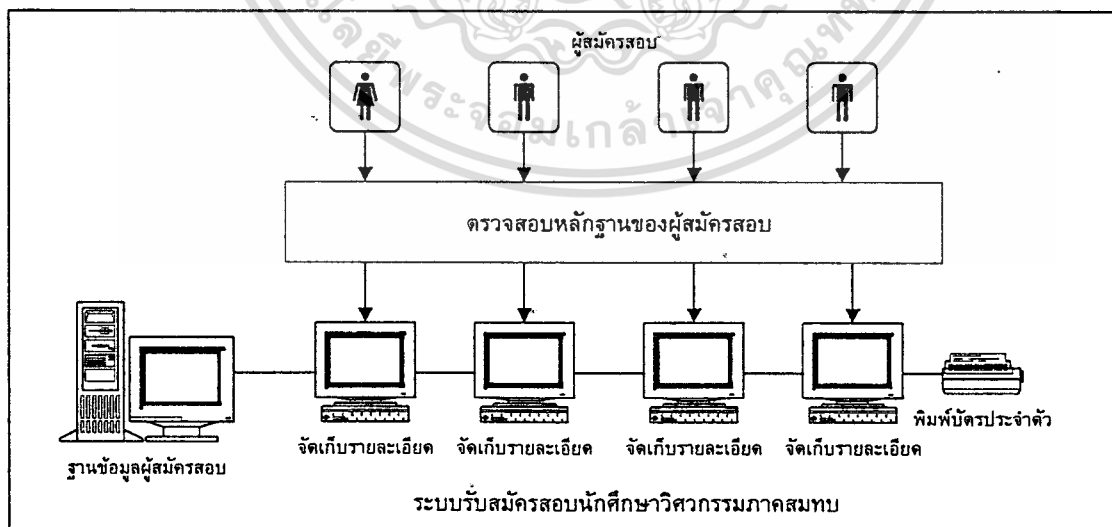 ผู้สมัครสอบ
ตรวจสอบหลักฐานของผู้สมัครสอบ
จัดเก็บรายละเอียด
จัดเก็บรายละเอียด
จัดเก็บรายละเอียด
จัดเก็บรายละเอียด
พิมพ์บัตรประจำตัว
ฐานข้อมูลผู้สมัครสอบ
ระบบรับสมัครสอบนักศึกษาวิศวกรรมภาคสมทบ